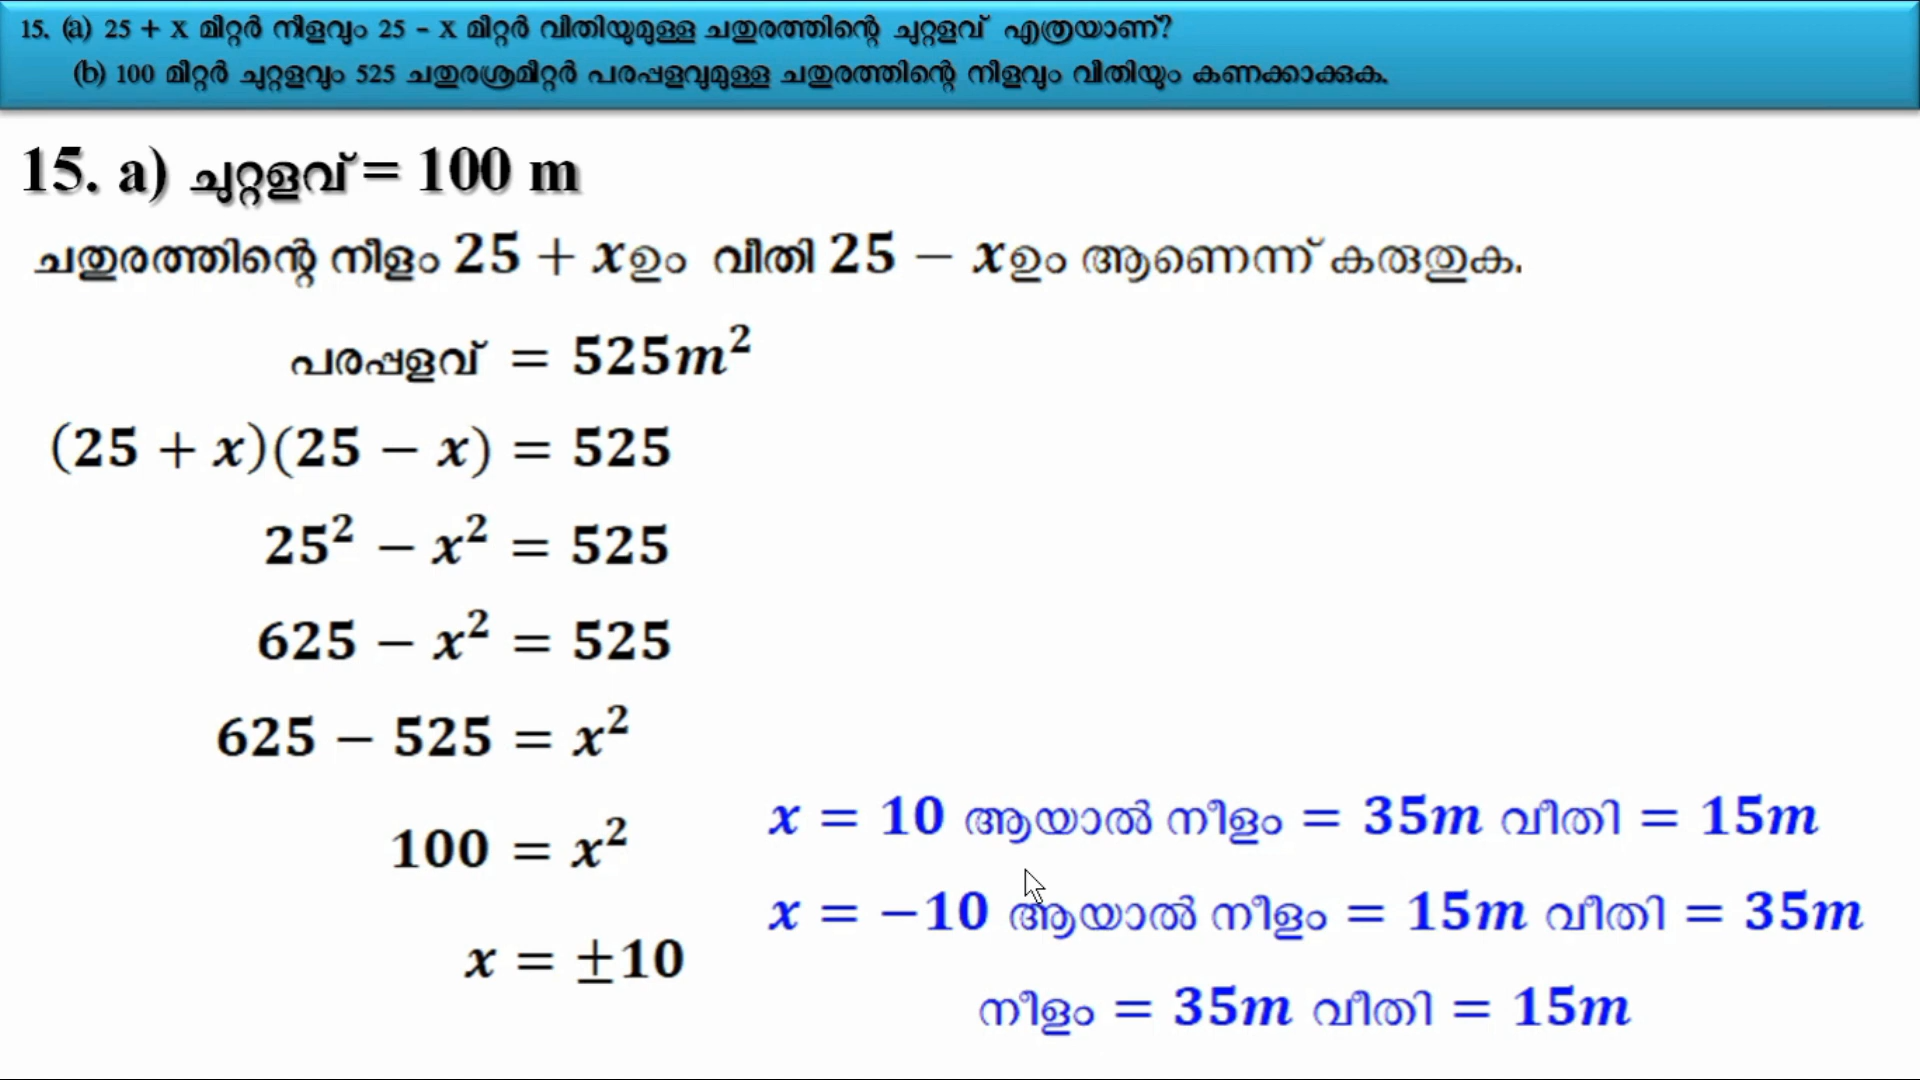 15. (a) 25 + x മീറ്റർ നീളവും 25 - x മീറ്റർ വീതിയുമുള്ള ചതുരത്തിന്റെ ചുറ്റളവ് എത്രയാണ്?
(b) 100 മീറ്റർ ചുറ്റളവും 525 ചതുരശ്രമീറ്റർ പരപ്പളവുമുള്ള ചതുരത്തിന്റെ നീളവും വീതിയും കണക്കാക്കുക.
15. a) ചുറ്റളവ് = 100 m
ചതുരത്തിന്റെ നീളം 25 + x ഉം വീതി 25 − x ഉം ആണെന്ന് കരുതുക.
പരപ്പളവ് = 525m²
(25 + x)(25 − x) = 525
25² − x² = 525
625 − x² = 525
625 − 525 = x²
100 = x²
x = ±10
x = 10 ആയാൽ നീളം = 35m വീതി = 15m
x = −10 ആയാൽ നീളം = 15m വീതി = 35m
നീളം = 35m വീതി = 15m